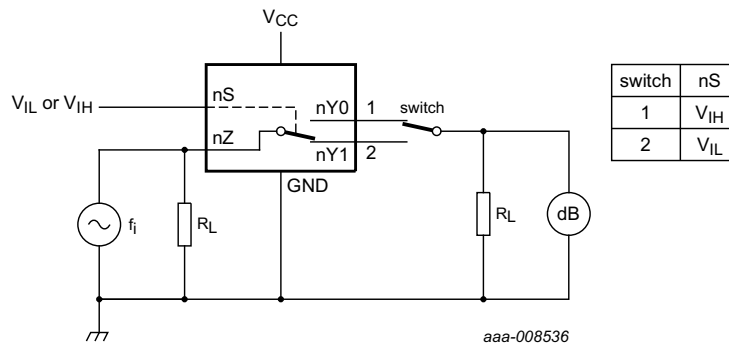 VCC
VIL or VIH
nS
nZ
nY0
nY1
1
2
switch
GND
fi
RL
RL
dB
switch nS
1 VIH
2 VIL
aaa-008536